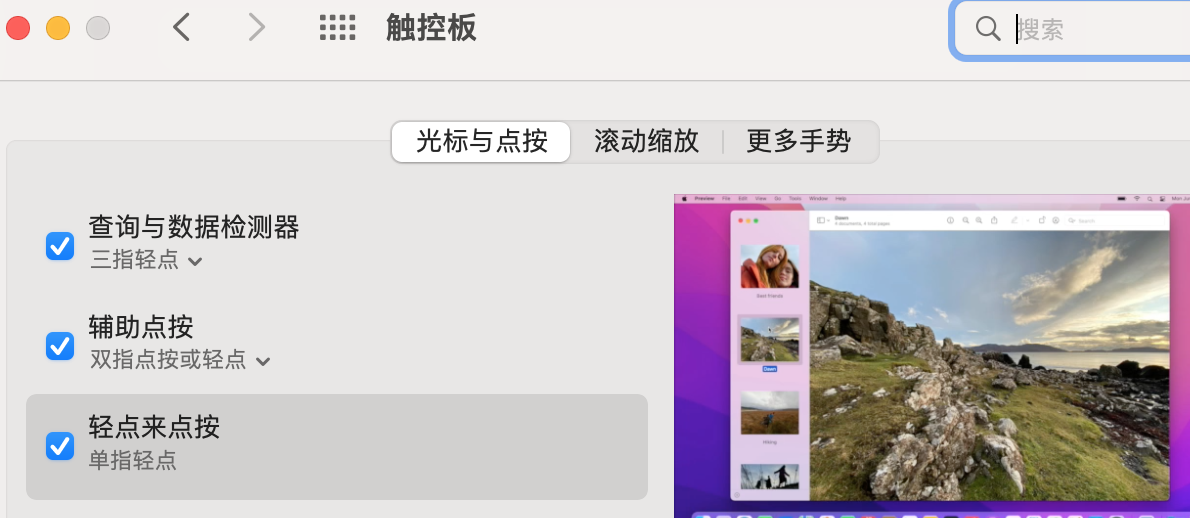 触控板
搜索
光标与点按
滚动缩放
更多手势
查询与数据检测器
三指轻点
辅助点按
双指点按或轻点
轻点来点按
单指轻点
Preview File Edit View Go Tools Window Help
Dawn
Search
Best Friends
Dawn
Hiking